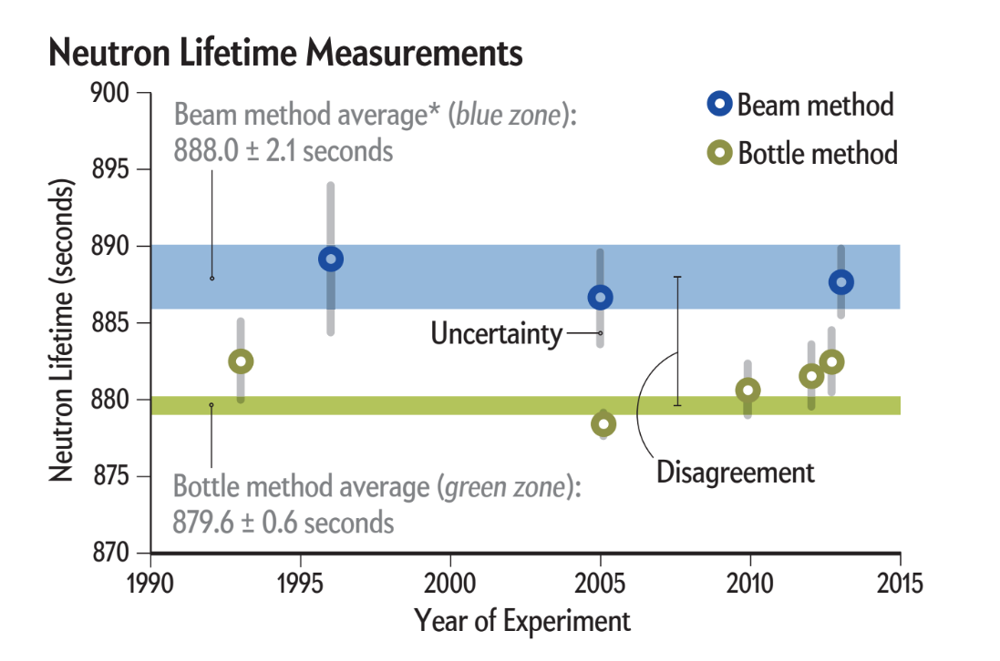 Neutron Lifetime Measurements
900
Beam method average* (blue zone):
888.0 ± 2.1 seconds
Beam method
Bottle method
895
890
885
Uncertainty
880
875
Disagreement
Bottle method average (green zone):
879.6 ± 0.6 seconds
870
Neutron Lifetime (seconds)
1990
1995
2000
2005
2010
2015
Year of Experiment